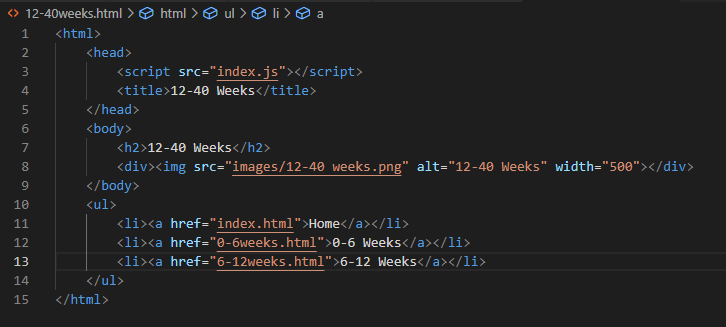 12-40weeks.html > html > ul > li > a
1 <html>
2     <head>
3         <script src="index.js"></script>
4         <title>12-40 Weeks</title>
5     </head>
6     <body>
7         <h2>12-40 Weeks</h2>
8         <div><img src="images/12-40 weeks.png" alt="12-40 Weeks" width="500"></div>
9     </body>
10     <ul>
11         <li><a href="index.html">Home</a></li>
12         <li><a href="0-6weeks.html">0-6 Weeks</a></li>
13         <li><a href="6-12weeks.html">6-12 Weeks</a></li>
14     </ul>
15 </html>